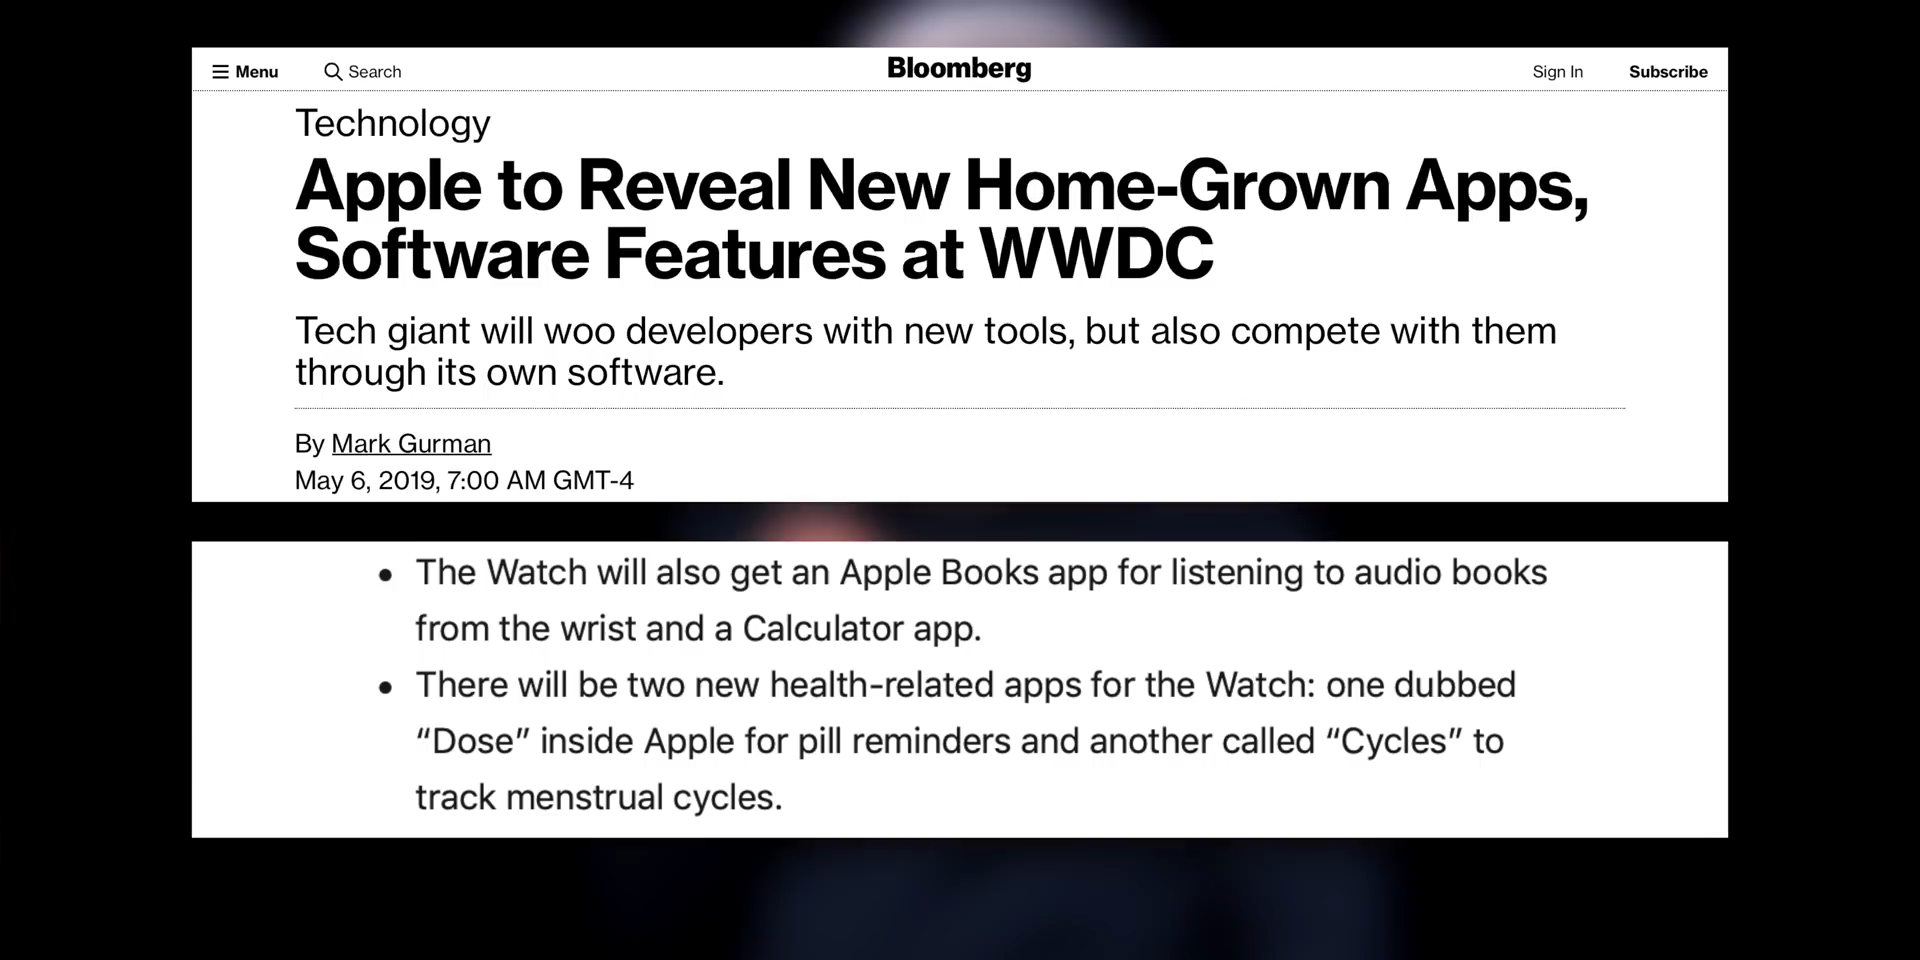 Menu Search Bloomberg Sign In Subscribe
Technology
Apple to Reveal New Home-Grown Apps,
Software Features at WWDC
Tech giant will woo developers with new tools, but also compete with them
through its own software.
By Mark Gurman
May 6, 2019, 7:00 AM GMT-4
• The Watch will also get an Apple Books app for listening to audio books
from the wrist and a Calculator app.
• There will be two new health-related apps for the Watch: one dubbed
“Dose” inside Apple for pill reminders and another called “Cycles” to
track menstrual cycles.